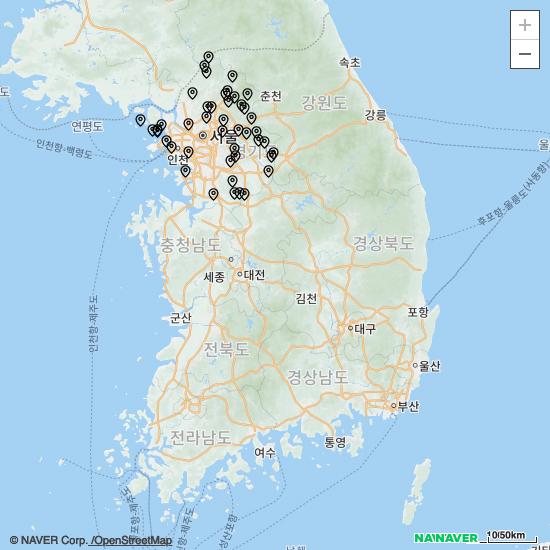 +
−
속초
춘천
강원도
연평도
강릉
서울
경기도
인천항-백령도
인천
후포항-울릉도(사동항)
충청남도
경상북도
세종
대전
김천
포항
인천항-제주도
군산
전북도
대구
경상남도
울산
부산
전라남도
통영
여수
© NAVER Corp. /OpenStreetMap
NAVER
10/50km